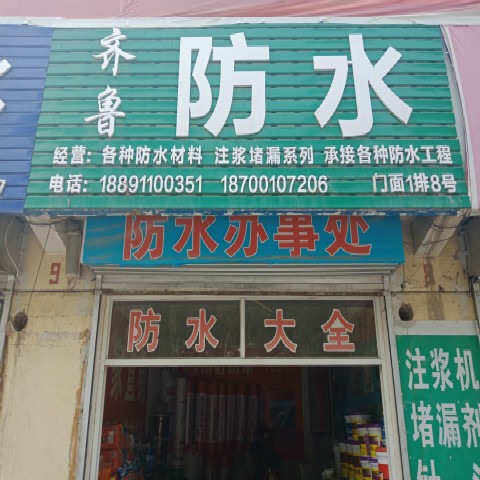 齐鲁 防水
经营：各种防水材料 注浆堵漏系列 承接各种防水工程
电话：18891100351 18700107206 门面1排8号
防水办事处
9 8
防水大全
注浆机
堵漏剂